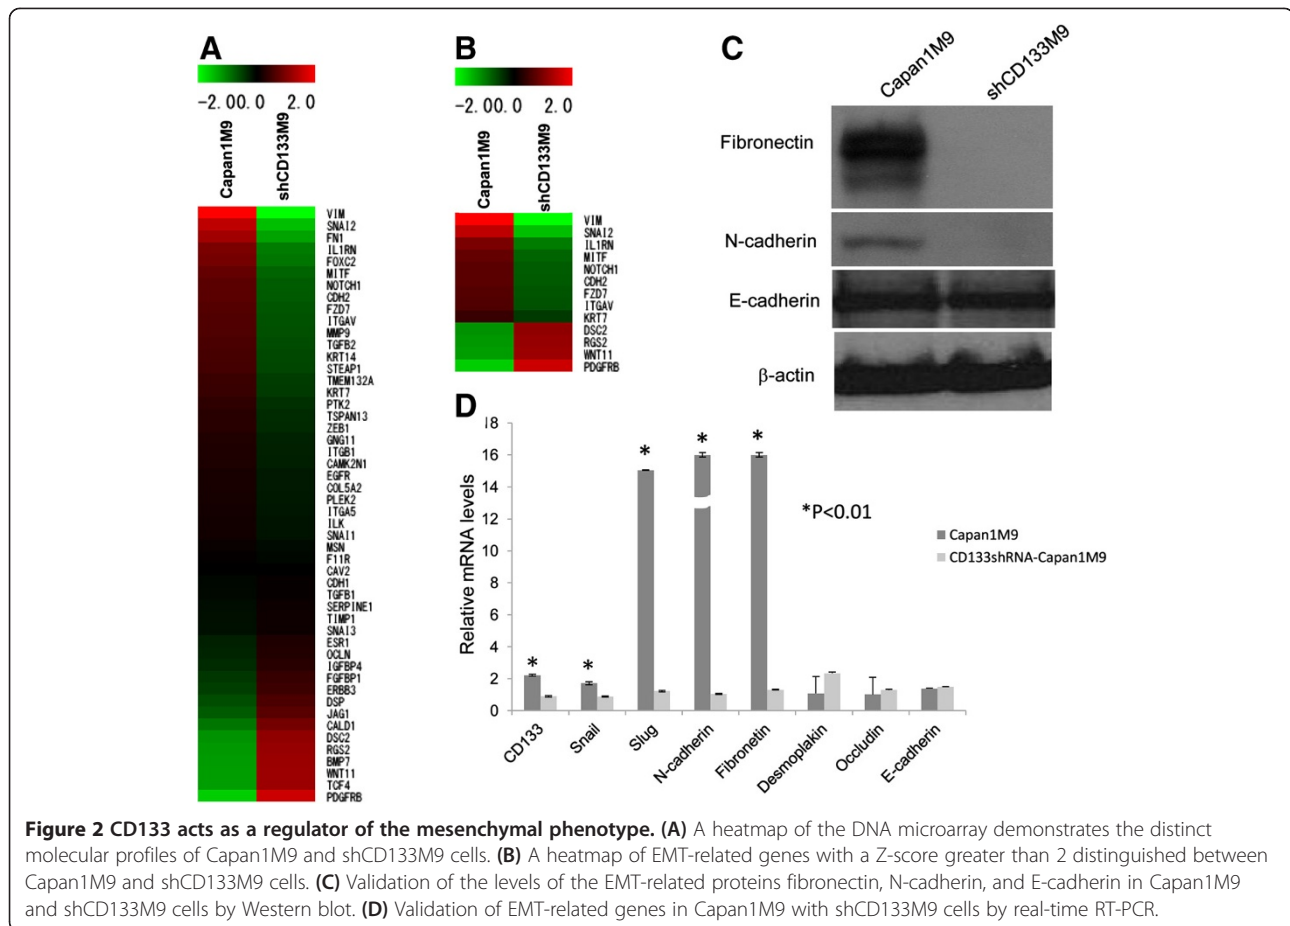 A
-2.00.0 2.0
Capan1M9
shCD133M9
VIM
SNAI2
FN1
IL1RN
FOXC2
MITF
NOTCH1
CDH2
FZD7
ITGAV
MMP9
TGFB2
KRT14
STEAP1
TMEM132A
KRT7
PTK2
TSPAN13
ZEB1
GNG11
ITGB1
CAMK2N1
EGFR
COL5A2
PLEK2
ITGA5
ILK
SNAI1
MSN
F11R
CAV2
CDH1
TGFB1
SERPINE1
TIMP1
SNAI3
ESR1
OCLN
IGFBP4
FGFBP1
ERBB3
DSP
JAG1
CALD1
DSC2
RGS2
BMP7
WNT11
TCF4
PDGFRB
B
-2.00.0 2.0
Capan1M9
shCD133M9
VIM
SNAI2
IL1RN
MITF
NOTCH1
CDH2
FZD7
ITGAV
KRT7
DSC2
RGS2
WNT11
PDGFRB
C
Capan1M9
shCD133M9
Fibronectin
N-cadherin
E-cadherin
β-actin
D
Relative mRNA levels
18
16
14
12
10
8
6
4
2
0
* * * * *
*P<0.01
Capan1M9
CD133shRNA-Capan1M9
CD133
Snail
Slug
N-cadherin
Fibronetin
Desmoplakin
Occludin
E-cadherin
Figure 2 CD133 acts as a regulator of the mesenchymal phenotype. (A) A heatmap of the DNA microarray demonstrates the distinct
molecular profiles of Capan1M9 and shCD133M9 cells. (B) A heatmap of EMT-related genes with a Z-score greater than 2 distinguished between
Capan1M9 and shCD133M9 cells. (C) Validation of the levels of the EMT-related proteins fibronectin, N-cadherin, and E-cadherin in Capan1M9
and shCD133M9 cells by Western blot. (D) Validation of EMT-related genes in Capan1M9 with shCD133M9 cells by real-time RT-PCR.